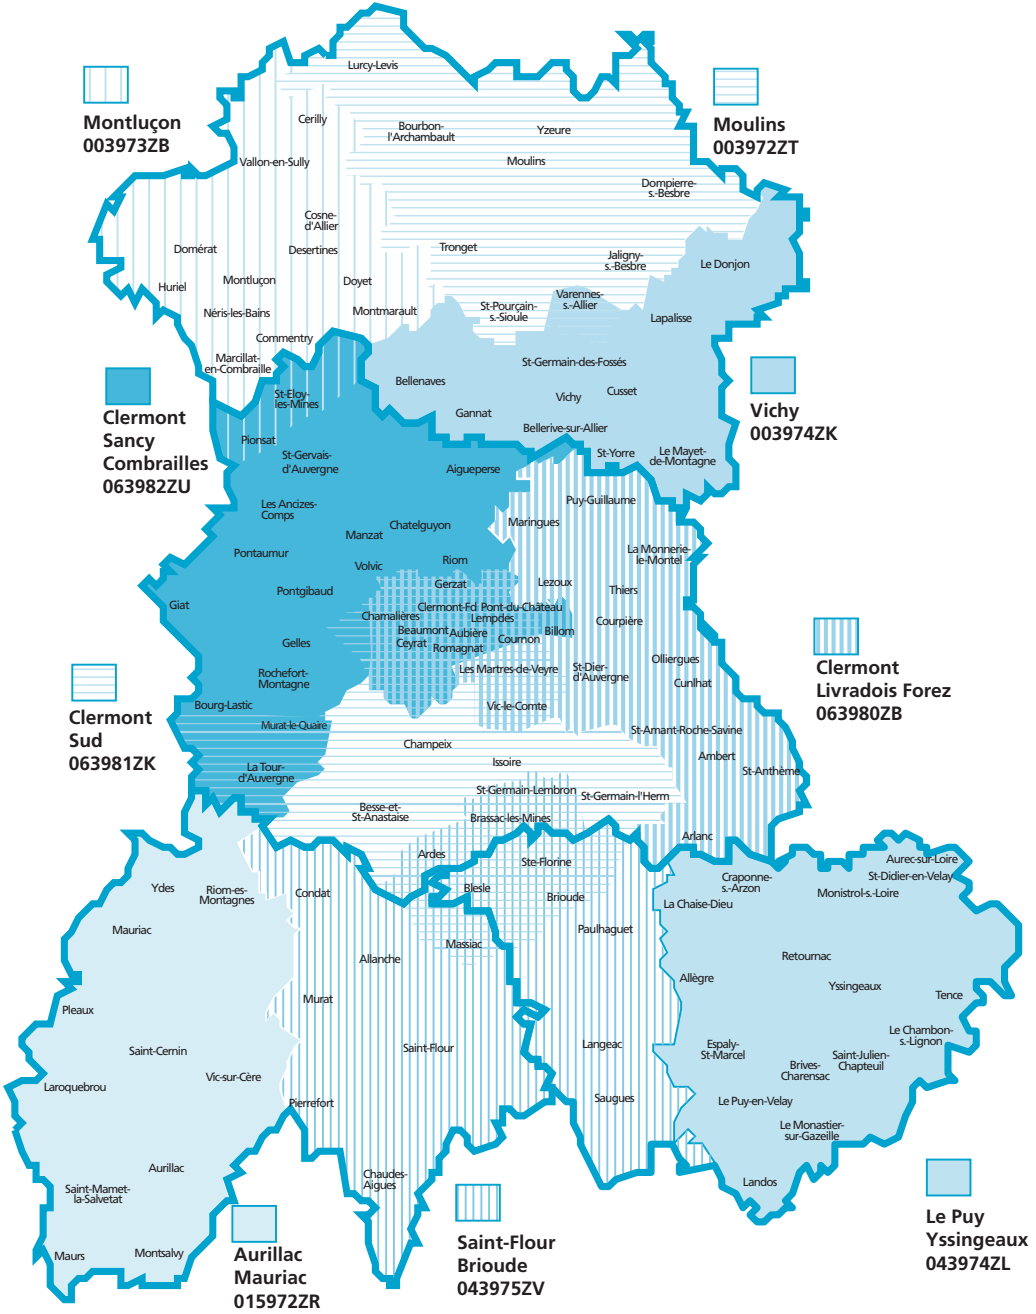 Lurcy-Levis
Montluçon
003973ZB
Moulins
003972ZT
Cerilly
Bourbon-
l'Archambault
Yzeure
Vallon-en-Sully
Moulins
Dompierre-
s.-Besbre
Cosne-
d'Allier
Domérat
Desertines
Tronget
Jaligny-
s.-Besbre
Le Donjon
Huriel
Montluçon
Doyet
Varennes-
s.-Allier
Néris-les-Bains
Montmarault
St-Pourçain-
s.-Sioule
Lapalisse
Commentry
Marcillat-
en-Combraille
St-Germain-des-Fossés
Clermont
Sancy
Combrailles
063982ZU
Bellenaves
Vichy
Cusset
Vichy
003974ZK
St-Eloy-
les-Mines
Gannat
Bellerive-sur-Allier
Pionsat
St-Gervais-
d'Auvergne
Aigueperse
St-Yorre
Le Mayet-
de-Montagne
Les Ancizes-
Comps
Puy-Guillaume
Manzat
Chatelguyon
Maringues
Pontaumur
Volvic
Riom
La Monnerie-
le-Montel
Pontgibaud
Gerzat
Lezoux
Thiers
Giat
Chamalières
Clermont-Fd
Pont-du-Château
Lempdes
Courpière
Gelles
Beaumont
Aubière
Cournon
Billom
Ceyrat
Romagnat
Clermont
Sud
063981ZK
Rochefort-
Montagne
Les Martres-de-Veyre
St-Dier-
d'Auvergne
Olliergues
Cunlhat
Clermont
Livradois Forez
063980ZB
Bourg-Lastic
Vic-le-Comte
Murat-le-Quaire
St-Amant-Roche-Savine
Champeix
Ambert
La Tour-
d'Auvergne
Issoire
St-Anthème
Besse-et-
St-Anastaise
St-Germain-Lembron
St-Germain-l'Herm
Brassac-les-Mines
Arlanc
Ardes
Ste-Florine
Aurec-sur-Loire
Ydes
Riom-es-
Montagnes
Condat
Blesle
Brioude
Craponne-
s.-Arzon
St-Didier-en-Velay
Monistrol-s.-Loire
La Chaise-Dieu
Mauriac
Massiac
Paulhaguet
Allanche
Retournac
Allègre
Yssingeaux
Tence
Pleaux
Murat
Saint-Cernin
Saint-Flour
Langeac
Espaly-
St-Marcel
Le Chambon-
s.-Lignon
Brives-
Charensac
Saint-Julien-
Chapteuil
Laroquebrou
Vic-sur-Cère
Pierrefort
Saugues
Le Puy-en-Velay
Le Monastier-
sur-Gazeille
Aurillac
Chaudes-
Aigues
Landos
Saint-Mamet-
la-Salvetat
Maurs
Montsalvy
Aurillac
Mauriac
015972ZR
Saint-Flour
Brioude
043975ZV
Le Puy
Yssingeaux
043974ZL